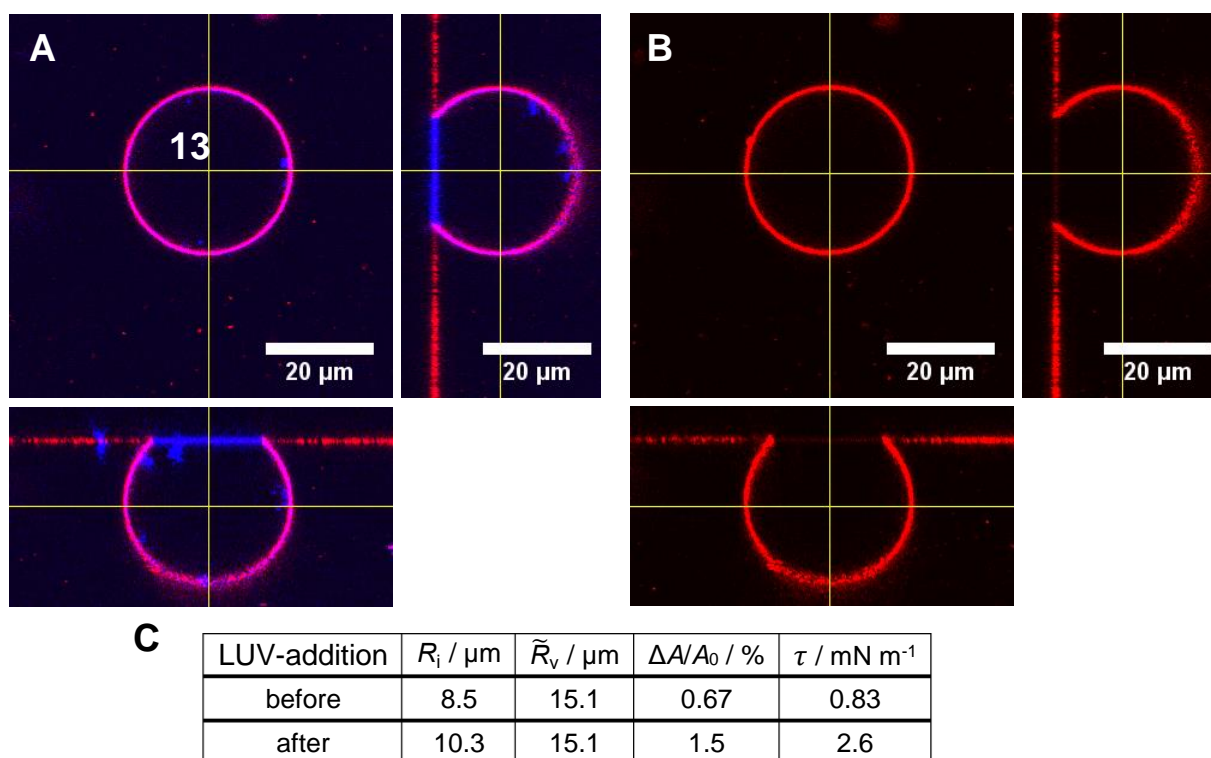 A
13
20 µm
20 µm
B
20 µm
20 µm
C
LUV-addition R_i / µm R̃_v / µm ΔA/A₀ / % τ / mN m⁻¹
before 8.5 15.1 0.67 0.83
after 10.3 15.1 1.5 2.6